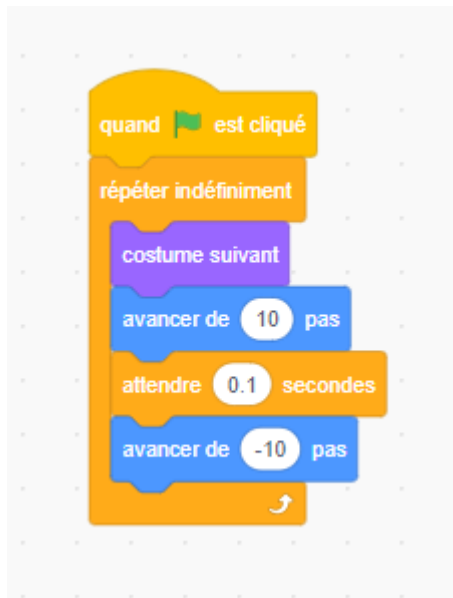 quand est cliqué
répéter indéfiniment
costume suivant
avancer de 10 pas
attendre 0.1 secondes
avancer de -10 pas